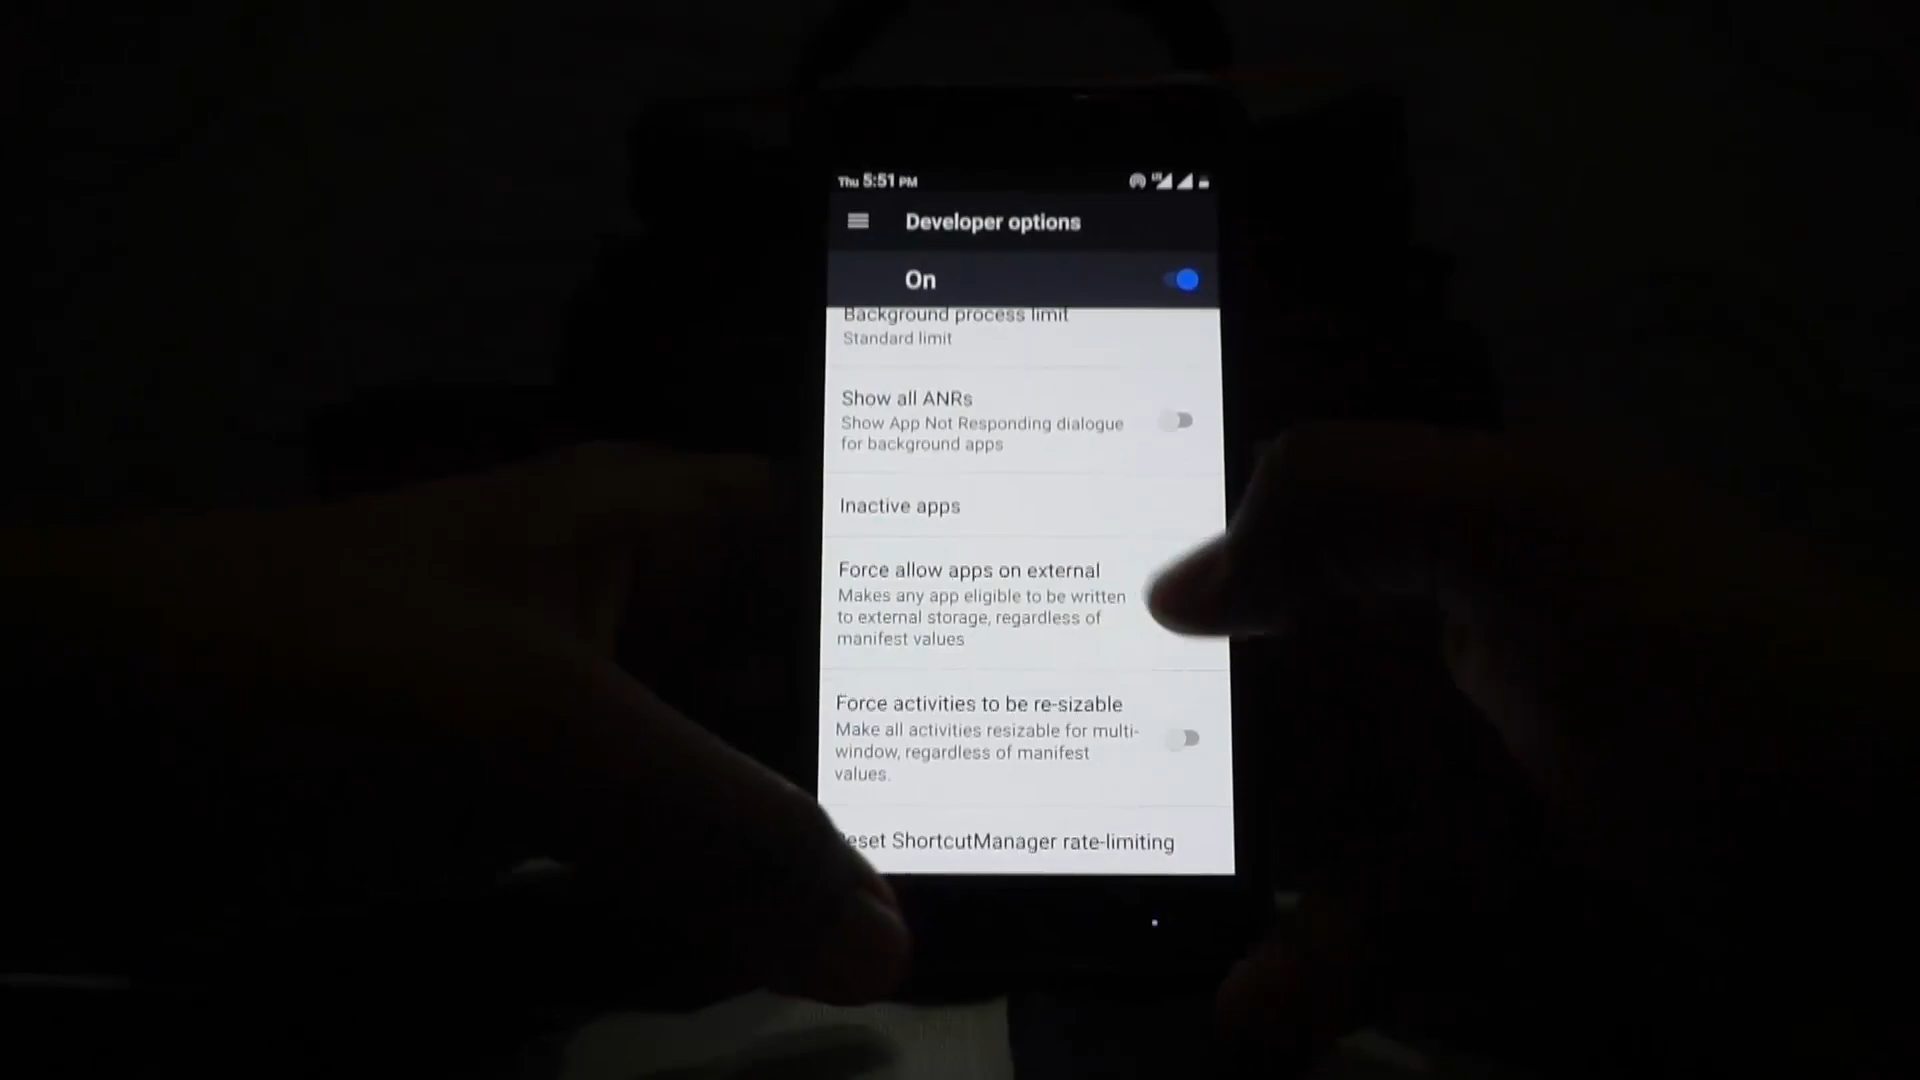 Thu 5:51 PM
Developer options
On
Background process limit
Standard limit
Show all ANRs
Show App Not Responding dialogue
for background apps
Inactive apps
Force allow apps on external
Makes any app eligible to be written
to external storage, regardless of
manifest values
Force activities to be re-sizable
Make all activities resizable for multi-
window, regardless of manifest
values.
eset ShortcutManager rate-limiting